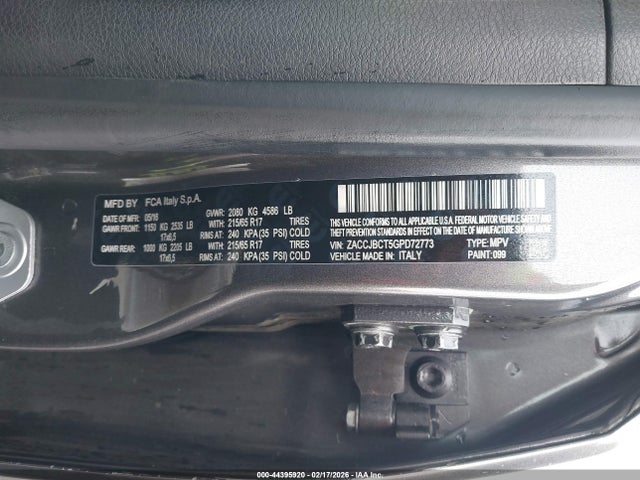 MFD BY FCA Italy S.p.A.
DATE OF MFR 05/16 GVWR: 2080 KG 4586 LB
GAWR FRONT: 1150 KG 2535 LB WITH 215/65 R17 TIRES
17x6,5 RIMS AT: 240 KPA (35 PSI) COLD
GAWR REAR: 1000 KG 2205 LB WITH 215/65 R17 TIRES
17x6,5 RIMS AT: 240 KPA (35 PSI) COLD
THIS VEHICLE CONFORMS TO ALL APPLICABLE U.S.A. FEDERAL MOTOR VEHICLE SAFETY, BUMPER, AND THEFT
PREVENTION STANDARDS IN EFFECT ON THE DATE OF MANUFACTURE SHOWN ABOVE.
VIN: ZACCJBCT5GPD72773 TYPE: MPV
VEHICLE MADE IN: ITALY PAINT: 099
000-44395920 - 02/17/2026 - IAAI.COM